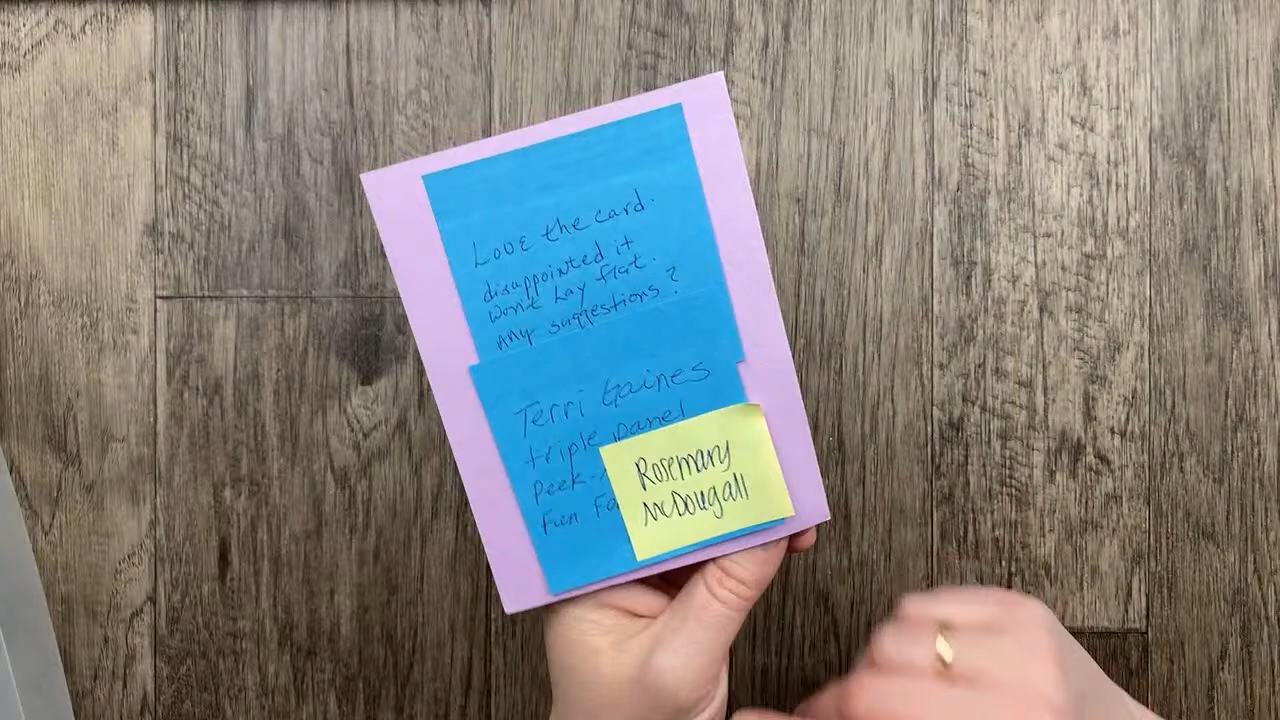 Love the card.
disappointed it
won't Lay flat.
Any suggestions?
Terri Gaines
triple panel
Peek-
Fun Fo
Rosemary
McDougall